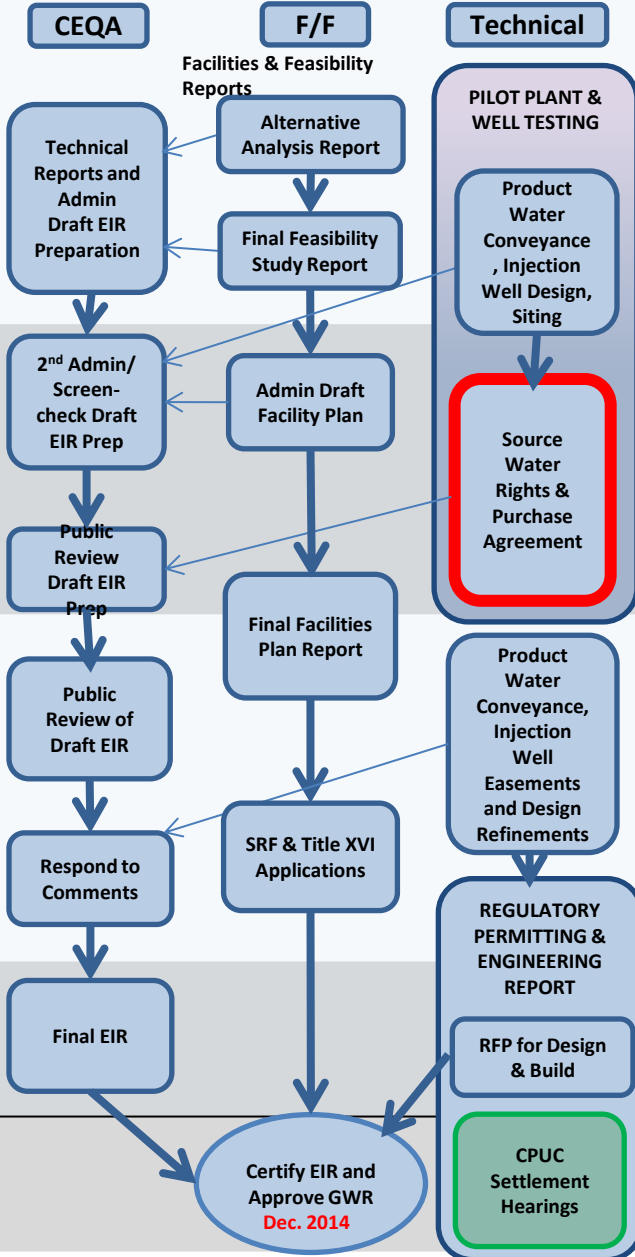 CEQA
F/F
Technical
Facilities & Feasibility
Reports
Technical
Reports and
Admin
Draft EIR
Preparation
2nd Admin/
Screen-
check Draft
EIR Prep
Public
Review
Draft EIR
Prep
Public
Review of
Draft EIR
Respond to
Comments
Final EIR
Alternative
Analysis Report
Final Feasibility
Study Report
Admin Draft
Facility Plan
Final Facilities
Plan Report
SRF & Title XVI
Applications
Certify EIR and
Approve GWR
Dec. 2014
PILOT PLANT &
WELL TESTING
Product
Water
Conveyance
, Injection
Well Design,
Siting
Source
Water
Rights &
Purchase
Agreement
Product
Water
Conveyance,
Injection
Well
Easements
and Design
Refinements
REGULATORY
PERMITTING &
ENGINEERING
REPORT
RFP for Design
& Build
CPUC
Settlement
Hearings